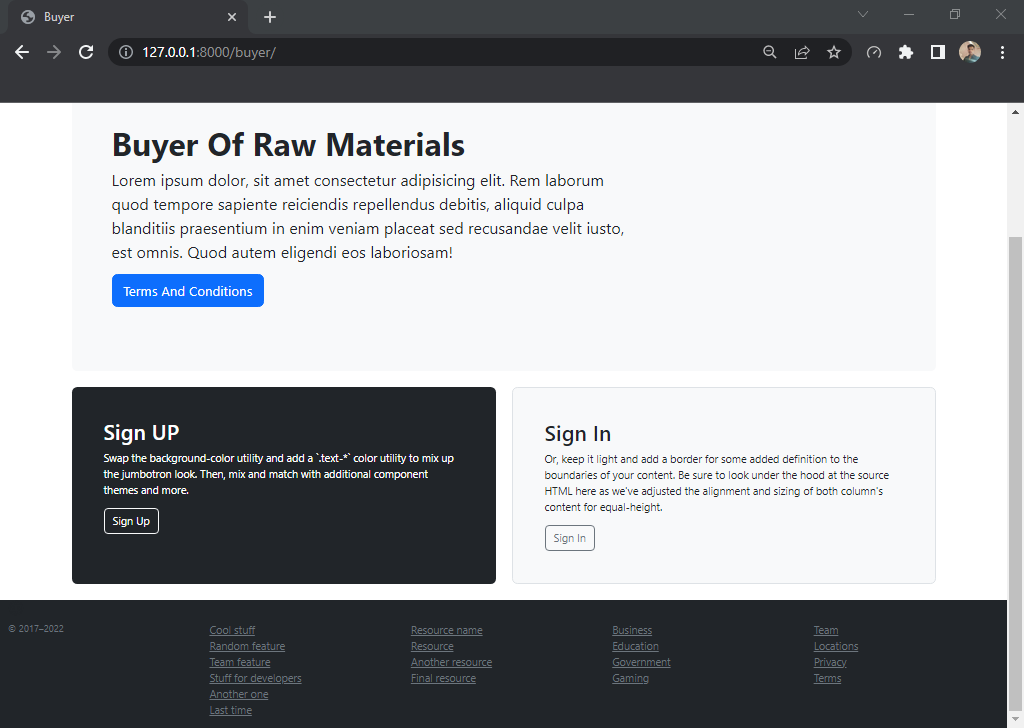 Buyer
127.0.0.1:8000/buyer/
Buyer Of Raw Materials
Lorem ipsum dolor, sit amet consectetur adipisicing elit. Rem laborum
quod tempore sapiente reiciendis repellendus debitis, aliquid culpa
blanditiis praesentium in enim veniam placeat sed recusandae velit iusto,
est omnis. Quod autem eligendi eos laboriosam!
Terms And Conditions
Sign UP
Swap the background-color utility and add a `.text-*` color utility to mix up
the jumbotron look. Then, mix and match with additional component
themes and more.
Sign Up
Sign In
Or, keep it light and add a border for some added definition to the
boundaries of your content. Be sure to look under the hood at the source
HTML here as we've adjusted the alignment and sizing of both column's
content for equal-height.
Sign In
© 2017–2022
Cool stuff
Random feature
Team feature
Stuff for developers
Another one
Last time
Resource name
Resource
Another resource
Final resource
Business
Education
Government
Gaming
Team
Locations
Privacy
Terms